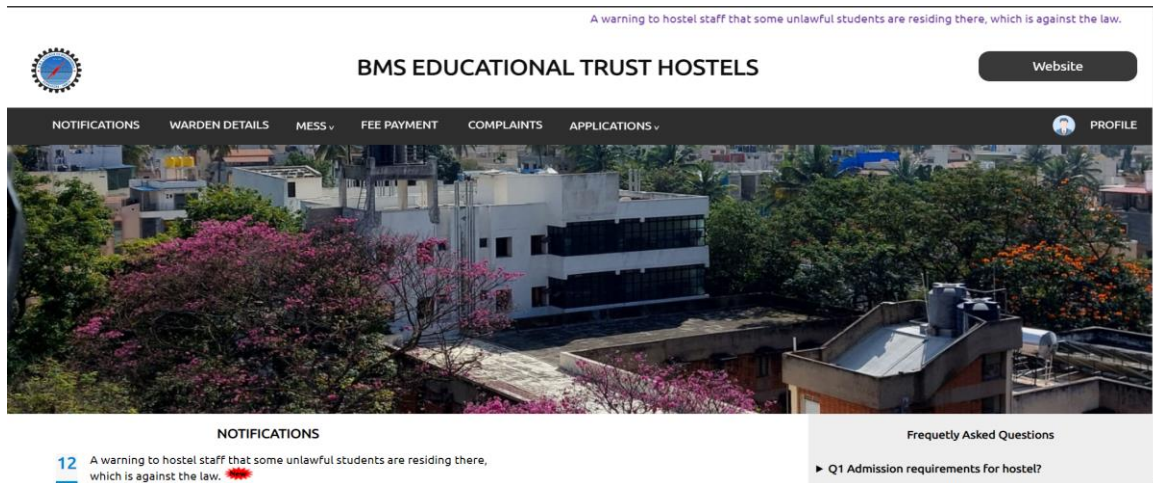 A warning to hostel staff that some unlawful students are residing there, which is against the law.
BMS EDUCATIONAL TRUST HOSTELS
Website
NOTIFICATIONS WARDEN DETAILS MESS v FEE PAYMENT COMPLAINTS APPLICATIONS v PROFILE
NOTIFICATIONS
12 A warning to hostel staff that some unlawful students are residing there,
which is against the law. New
Frequetly Asked Questions
► Q1 Admission requirements for hostel?